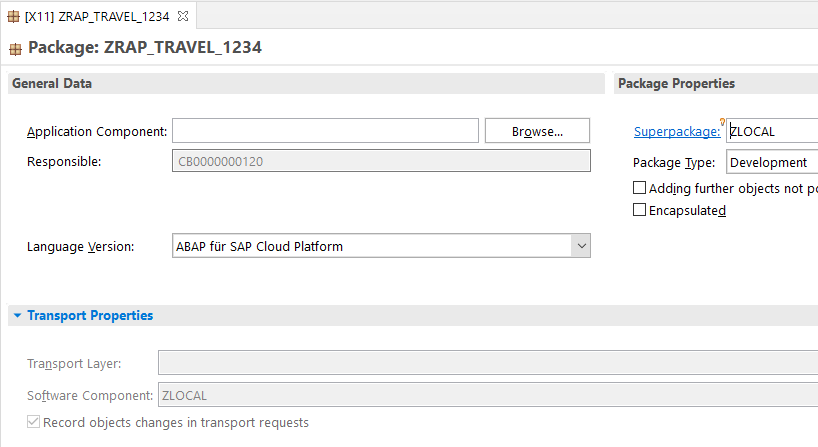 [X11] ZRAP_TRAVEL_1234
Package: ZRAP_TRAVEL_1234
General Data
Package Properties
Application Component:
Browse...
Superpackage:
ZLOCAL
Responsible:
CB0000000120
Package Type:
Development
Adding further objects not po
Encapsulated
Language Version:
ABAP für SAP Cloud Platform
Transport Properties
Transport Layer:
Software Component:
ZLOCAL
Record objects changes in transport requests